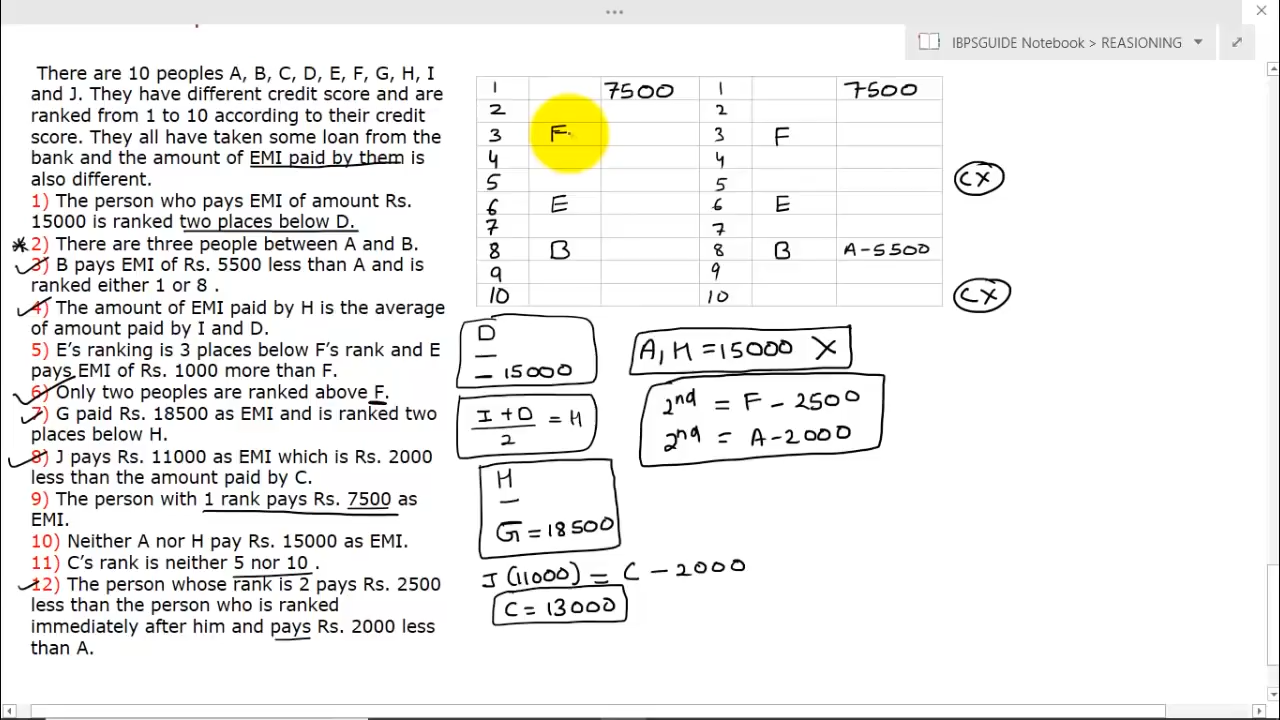 IBPSGUIDE Notebook > REASONING
There are 10 peoples A, B, C, D, E, F, G, H, I
and J. They have different credit score and are
ranked from 1 to 10 according to their credit
score. They all have taken some loan from the
bank and the amount of EMI paid by them is
also different.
1) The person who pays EMI of amount Rs.
15000 is ranked two places below D.
2) There are three people between A and B.
3) B pays EMI of Rs. 5500 less than A and is
ranked either 1 or 8 .
4) The amount of EMI paid by H is the average
of amount paid by I and D.
5) E's ranking is 3 places below F's rank and E
pays EMI of Rs. 1000 more than F.
6) Only two peoples are ranked above F.
7) G paid Rs. 18500 as EMI and is ranked two
places below H.
8) J pays Rs. 11000 as EMI which is Rs. 2000
less than the amount paid by C.
9) The person with 1 rank pays Rs. 7500 as
EMI.
10) Neither A nor H pay Rs. 15000 as EMI.
11) C's rank is neither 5 nor 10 .
12) The person whose rank is 2 pays Rs. 2500
less than the person who is ranked
immediately after him and pays Rs. 2000 less
than A.
1 7500 1 7500
2 2
3 F 3 F
4 4
5 5 CX
6 E 6 E
7 7
8 B 8 B A-5500
9 9
10 10 CX
D
— 15000
I + D / 2 = H
H
G = 18500
J (11000) = C - 2000
C = 13000
A, H = 15000 X
2nd = F - 2500
2nd = A - 2000